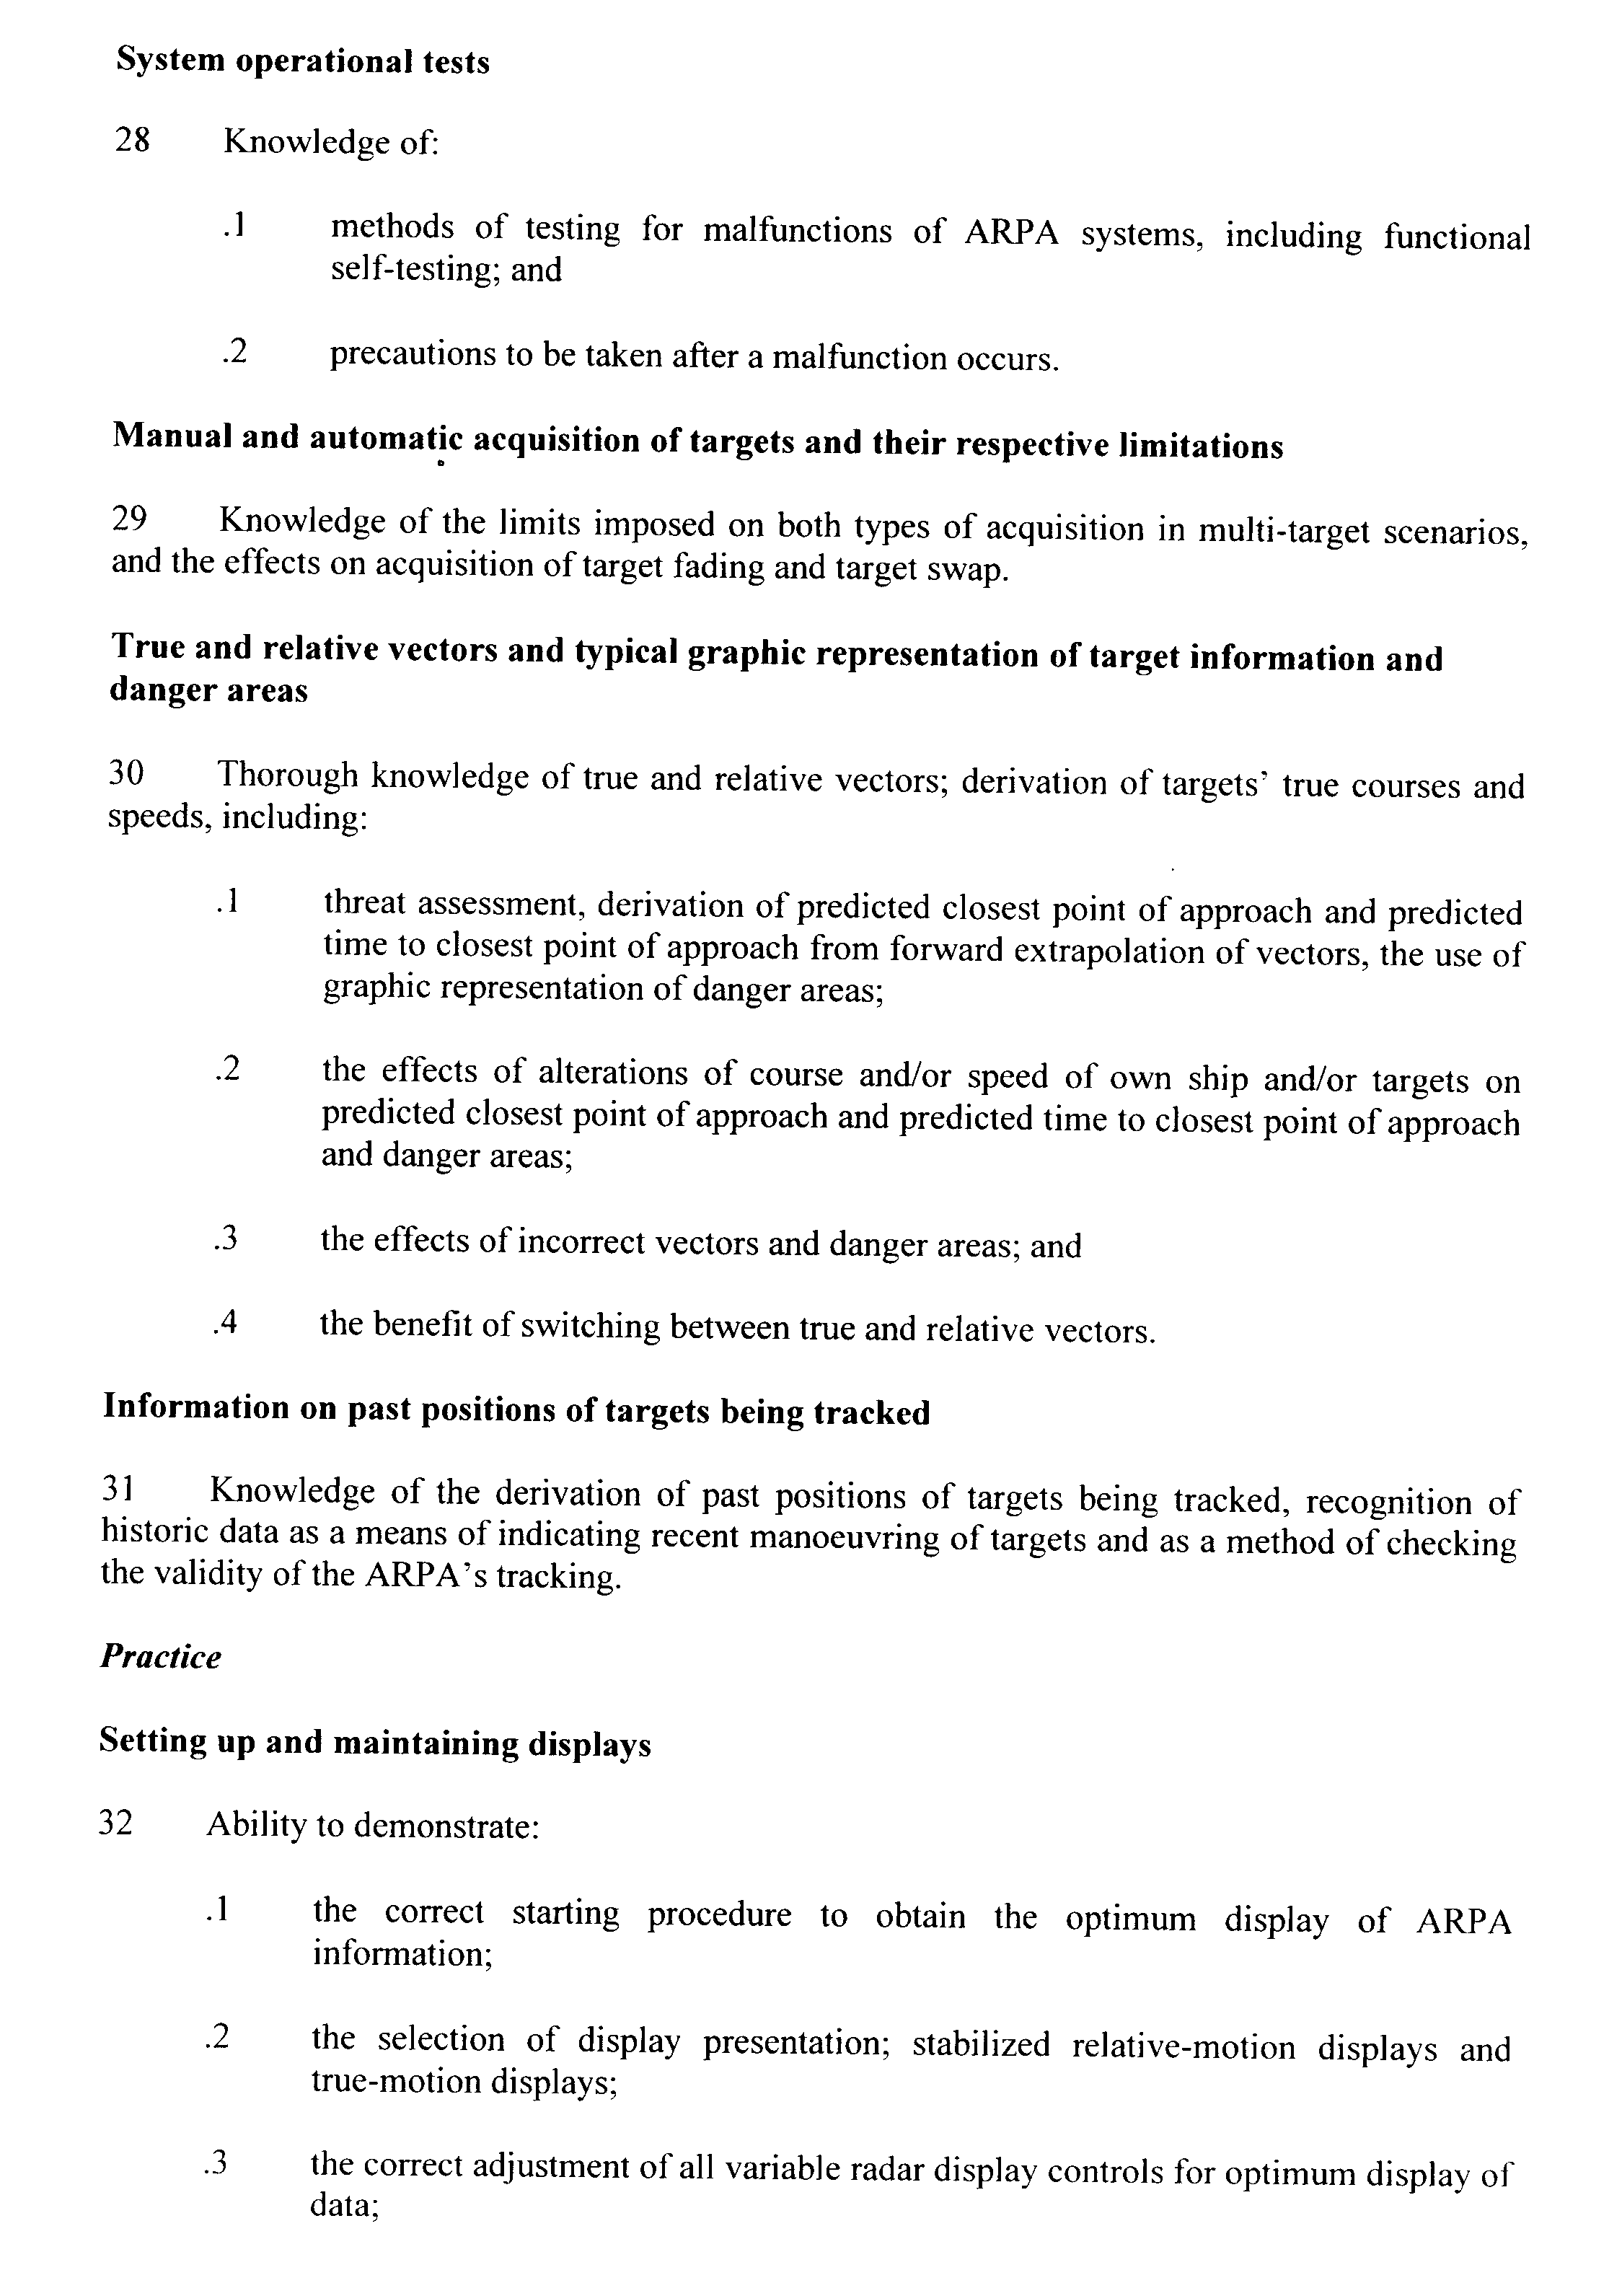 System operational tests
28 Knowledge of:
.1 methods of testing for malfunctions of ARPA systems, including functional
self-testing; and
.2 precautions to be taken after a malfunction occurs.
Manual and automatic acquisition of targets and their respective limitations
29 Knowledge of the limits imposed on both types of acquisition in multi-target scenarios,
and the effects on acquisition of target fading and target swap.
True and relative vectors and typical graphic representation of target information and
danger areas
30 Thorough knowledge of true and relative vectors; derivation of targets' true courses and
speeds, including:
.1 threat assessment, derivation of predicted closest point of approach and predicted
time to closest point of approach from forward extrapolation of vectors, the use of
graphic representation of danger areas;
.2 the effects of alterations of course and/or speed of own ship and/or targets on
predicted closest point of approach and predicted time to closest point of approach
and danger areas;
.3 the effects of incorrect vectors and danger areas; and
.4 the benefit of switching between true and relative vectors.
Information on past positions of targets being tracked
31 Knowledge of the derivation of past positions of targets being tracked, recognition of
historic data as a means of indicating recent manoeuvring of targets and as a method of checking
the validity of the ARPA's tracking.
Practice
Setting up and maintaining displays
32 Ability to demonstrate:
.1 the correct starting procedure to obtain the optimum display of ARPA
information;
.2 the selection of display presentation; stabilized relative-motion displays and
true-motion displays;
.3 the correct adjustment of all variable radar display controls for optimum display of
data;